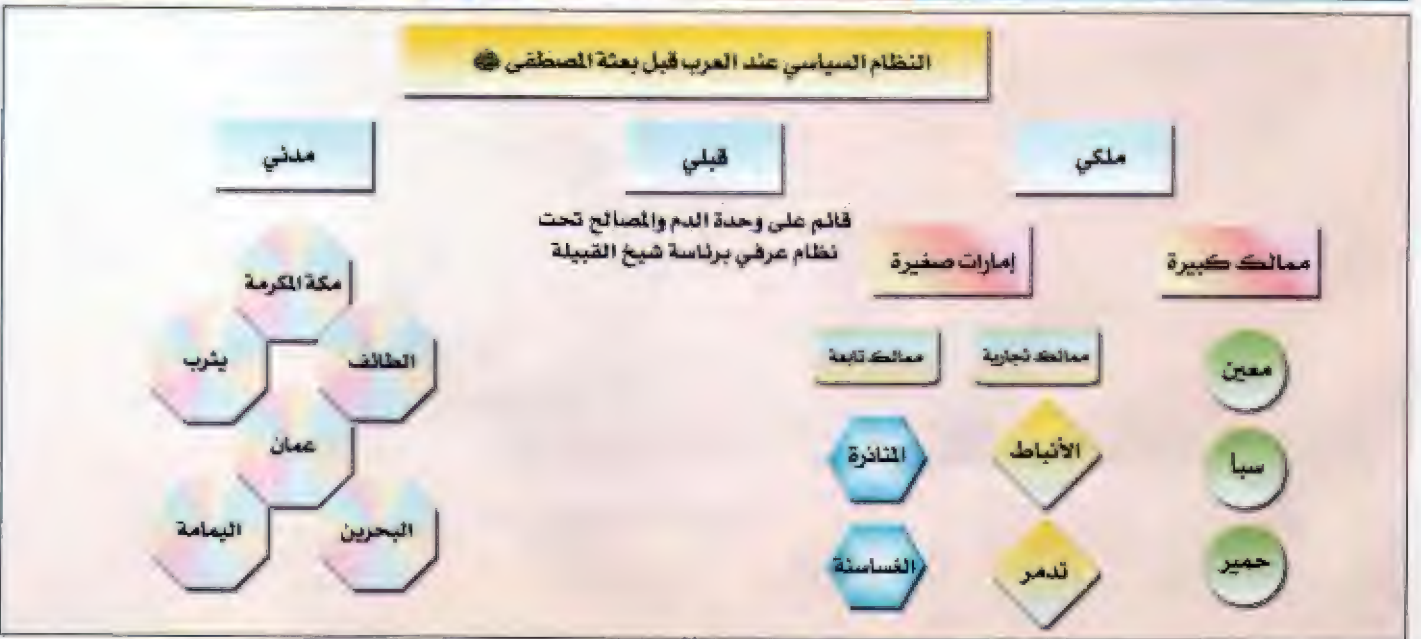 النظام السياسي عند العرب قبل بعثة المصطفى ﷺ
ملكي
قبلي
مدني
قائم على وحدة الدم والمصالح تحت
نظام عرفي برئاسة شيخ القبيلة
ممالك كبيرة
إمارات صغيرة
ممالك تجارية
ممالك تابعة
معين
سبا
حمير
الأنباط
تدمر
المناذرة
الغساسنة
مكة المكرمة
الطائف
يثرب
عمان
البحرين
اليمامة